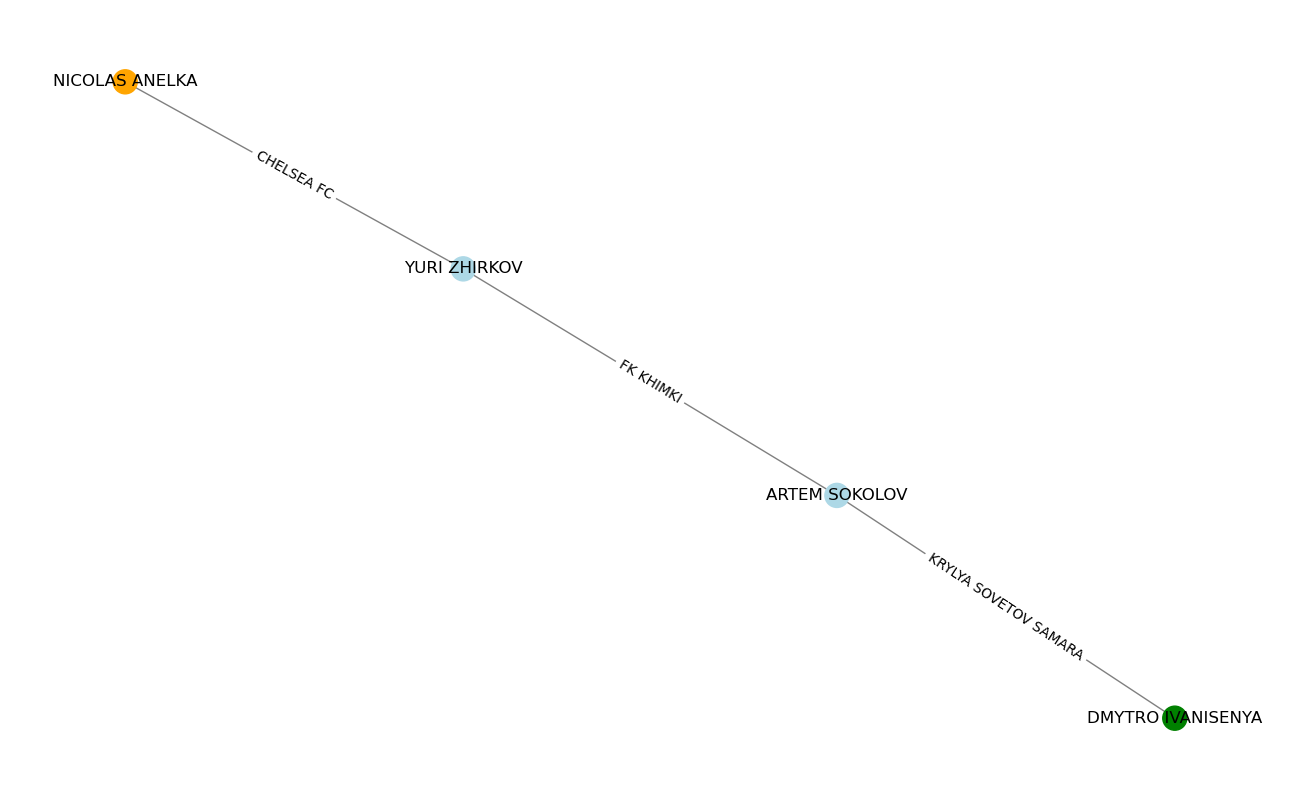 NICOLAS ANELKA
CHELSEA FC
YURI ZHIRKOV
FK KHIMKI
ARTEM SOKOLOV
KRYLYA SOVETOV SAMARA
DMYTRO IVANISENYA